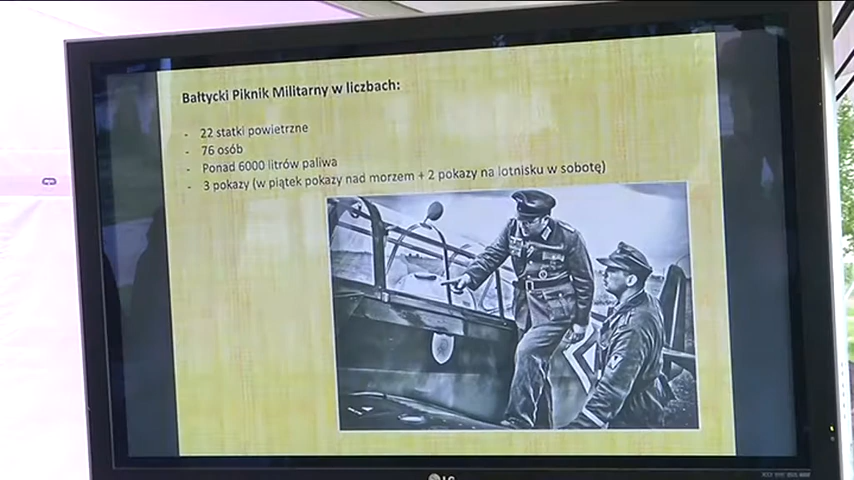 Bałtycki Piknik Militarny w liczbach:
- 22 statki powietrzne
- 76 osób
- Ponad 6000 litrów paliwa
- 3 pokazy (w piątek pokazy nad morzem + 2 pokazy na lotnisku w sobotę)
LG